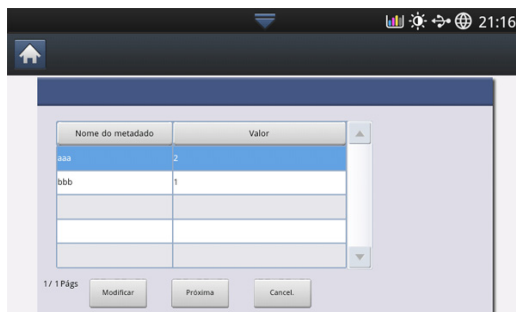 21:16
Nome do metadado Valor
aaa 2
bbb 1
1/ 1 Págs Modificar Próxima Cancel.